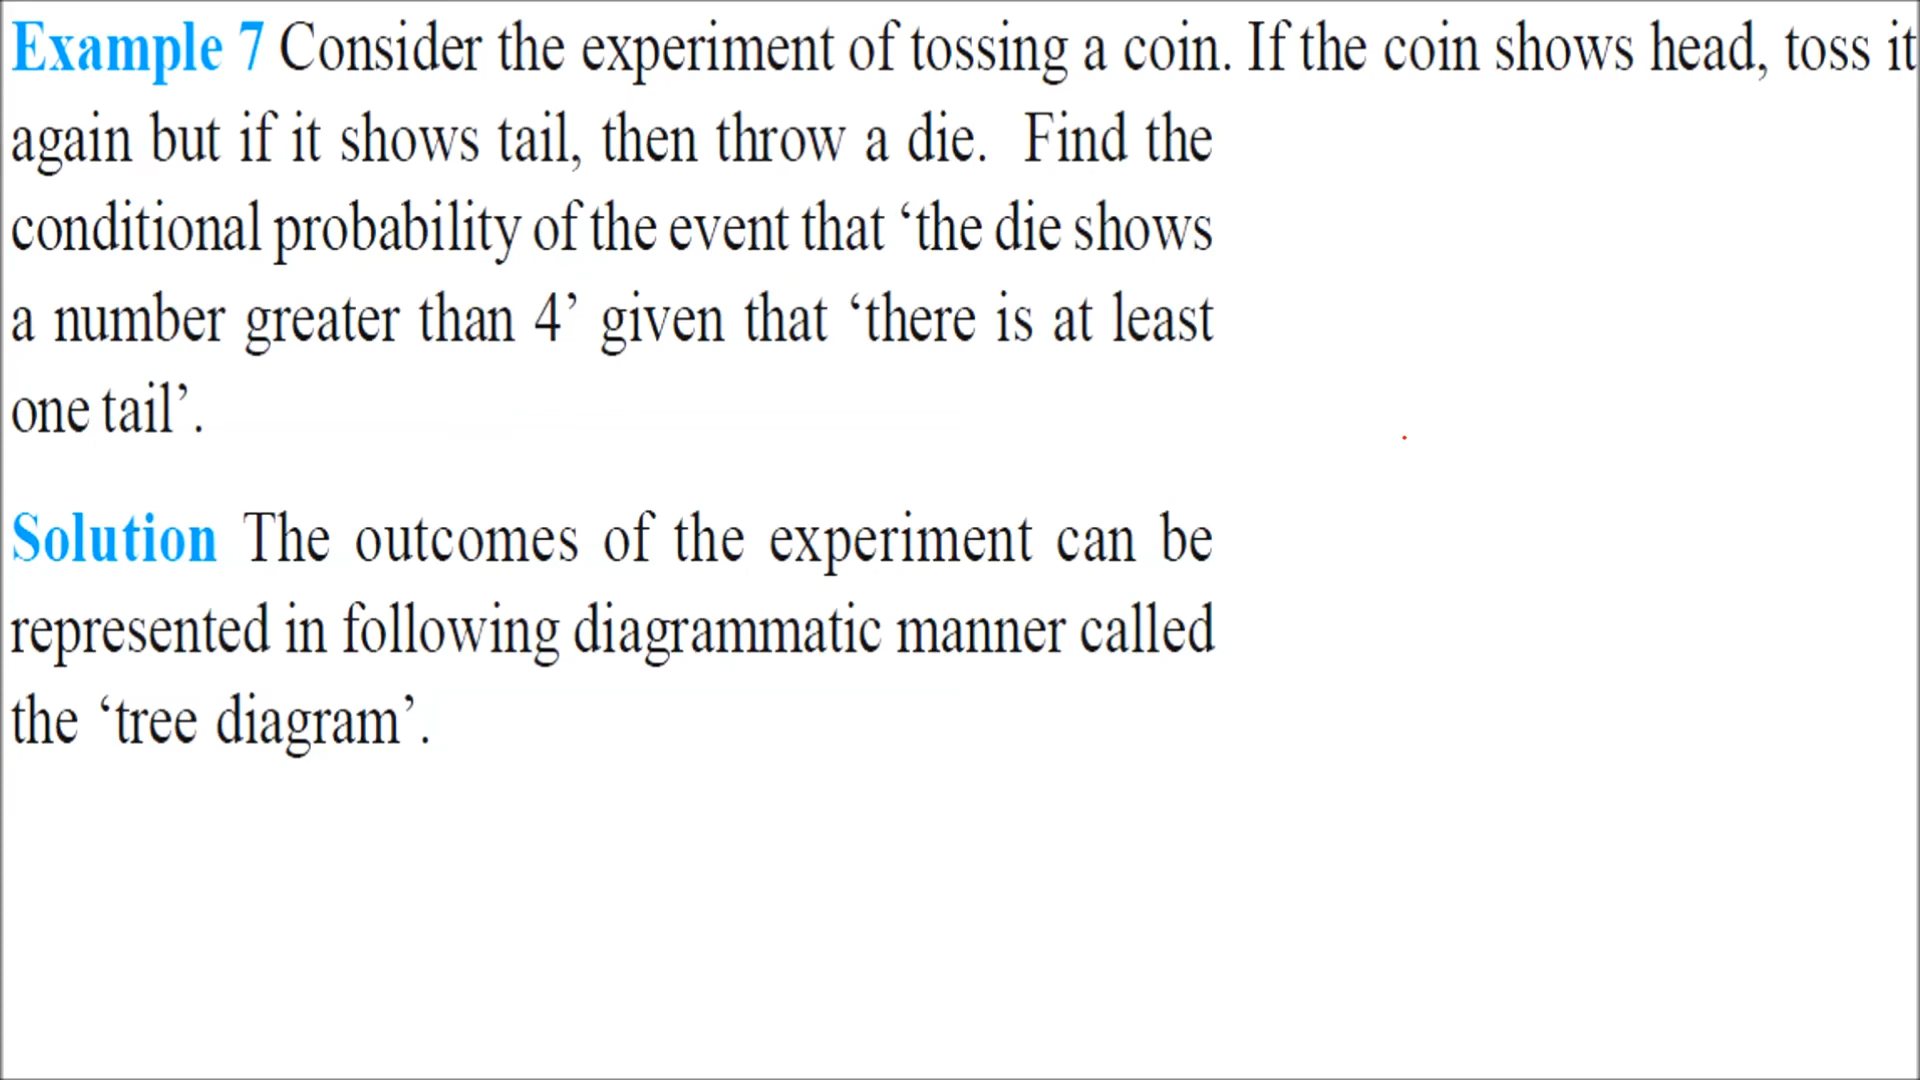 Example 7 Consider the experiment of tossing a coin. If the coin shows head, toss it
again but if it shows tail, then throw a die. Find the
conditional probability of the event that ‘the die shows
a number greater than 4’ given that ‘there is at least
one tail’.
Solution The outcomes of the experiment can be
represented in following diagrammatic manner called
the ‘tree diagram’.